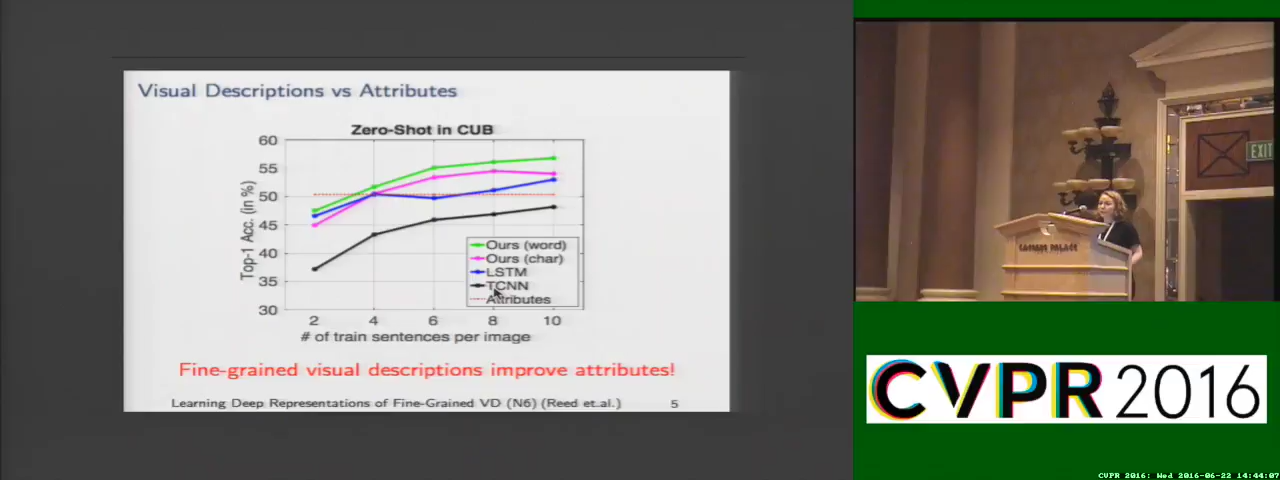 Visual Descriptions vs Attributes
Zero-Shot in CUB
Top-1 Acc. (in %)
60
55
50
45
40
35
30
2 4 6 8 10
# of train sentences per image
Ours (word)
Ours (char)
LSTM
TCNN
Attributes
Fine-grained visual descriptions improve attributes!
Learning Deep Representations of Fine-Grained VD (N6) (Reed et.al.) 5
EXIT
CAESARS PALACE
CVPR 2016
CVPR 2016: Wed 2016-06-22 14:44:07